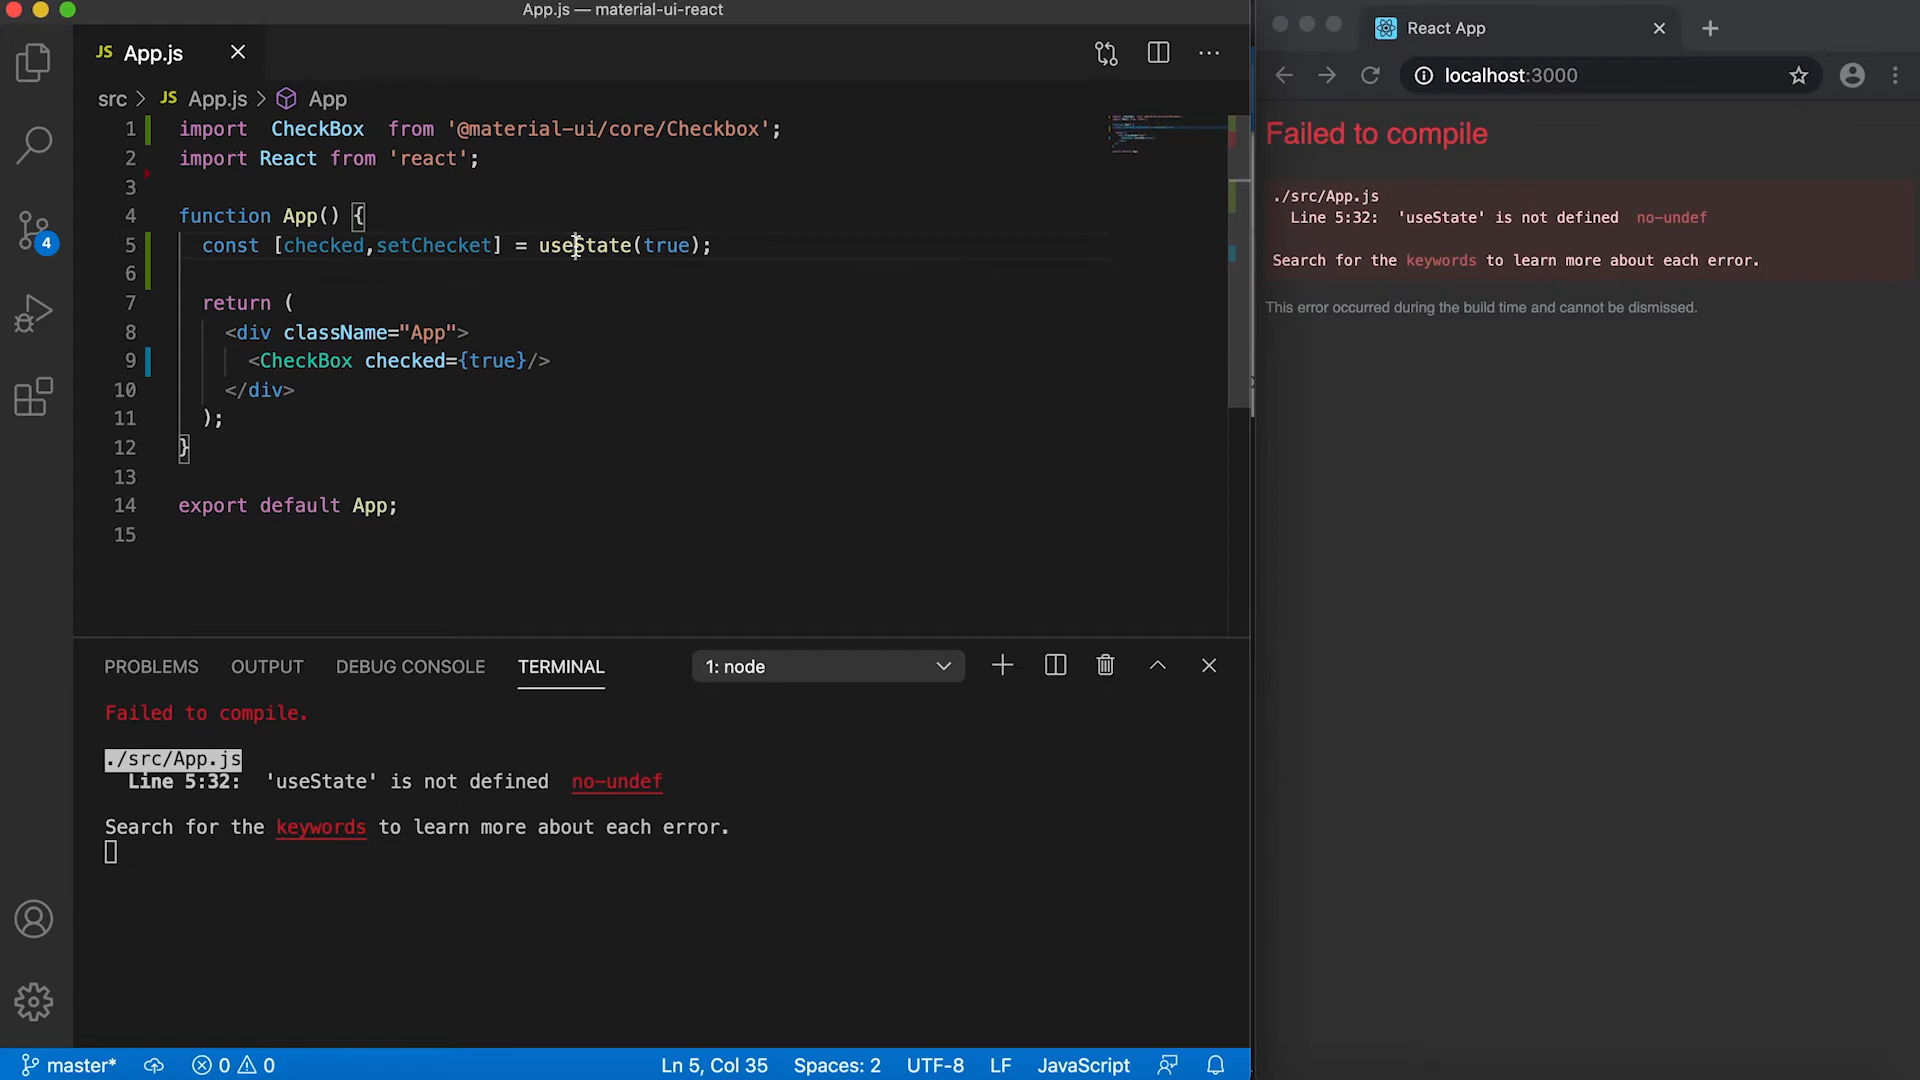 App.js — material-ui-react
JS App.js
src > JS App.js > App
1 import  CheckBox  from '@material-ui/core/Checkbox';
2 import React from 'react';
3
4 function App() {
5 const [checked,setChecket] = useState(true);
6
7 return (
8 <div className="App">
9 <CheckBox checked={true}/>
10 </div>
11 );
12 }
13
14 export default App;
15
4
PROBLEMS OUTPUT DEBUG CONSOLE TERMINAL 1: node
Failed to compile.
./src/App.js
Line 5:32:  'useState' is not defined  no-undef
Search for the keywords to learn more about each error.
master* 0 0 Ln 5, Col 35 Spaces: 2 UTF-8 LF JavaScript
React App
localhost:3000
Failed to compile
./src/App.js
Line 5:32:  'useState' is not defined  no-undef
Search for the keywords to learn more about each error.
This error occurred during the build time and cannot be dismissed.